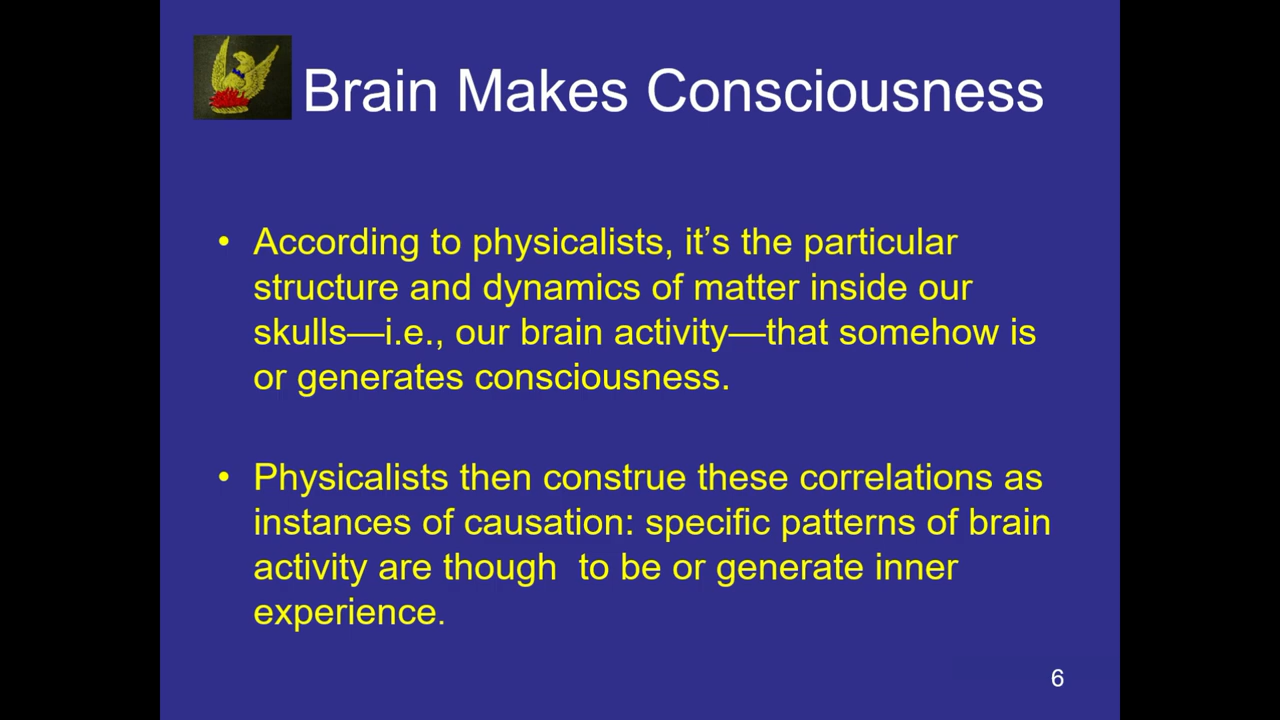 Brain Makes Consciousness
• According to physicalists, it’s the particular
structure and dynamics of matter inside our
skulls—i.e., our brain activity—that somehow is
or generates consciousness.
• Physicalists then construe these correlations as
instances of causation: specific patterns of brain
activity are though  to be or generate inner
experience.
6